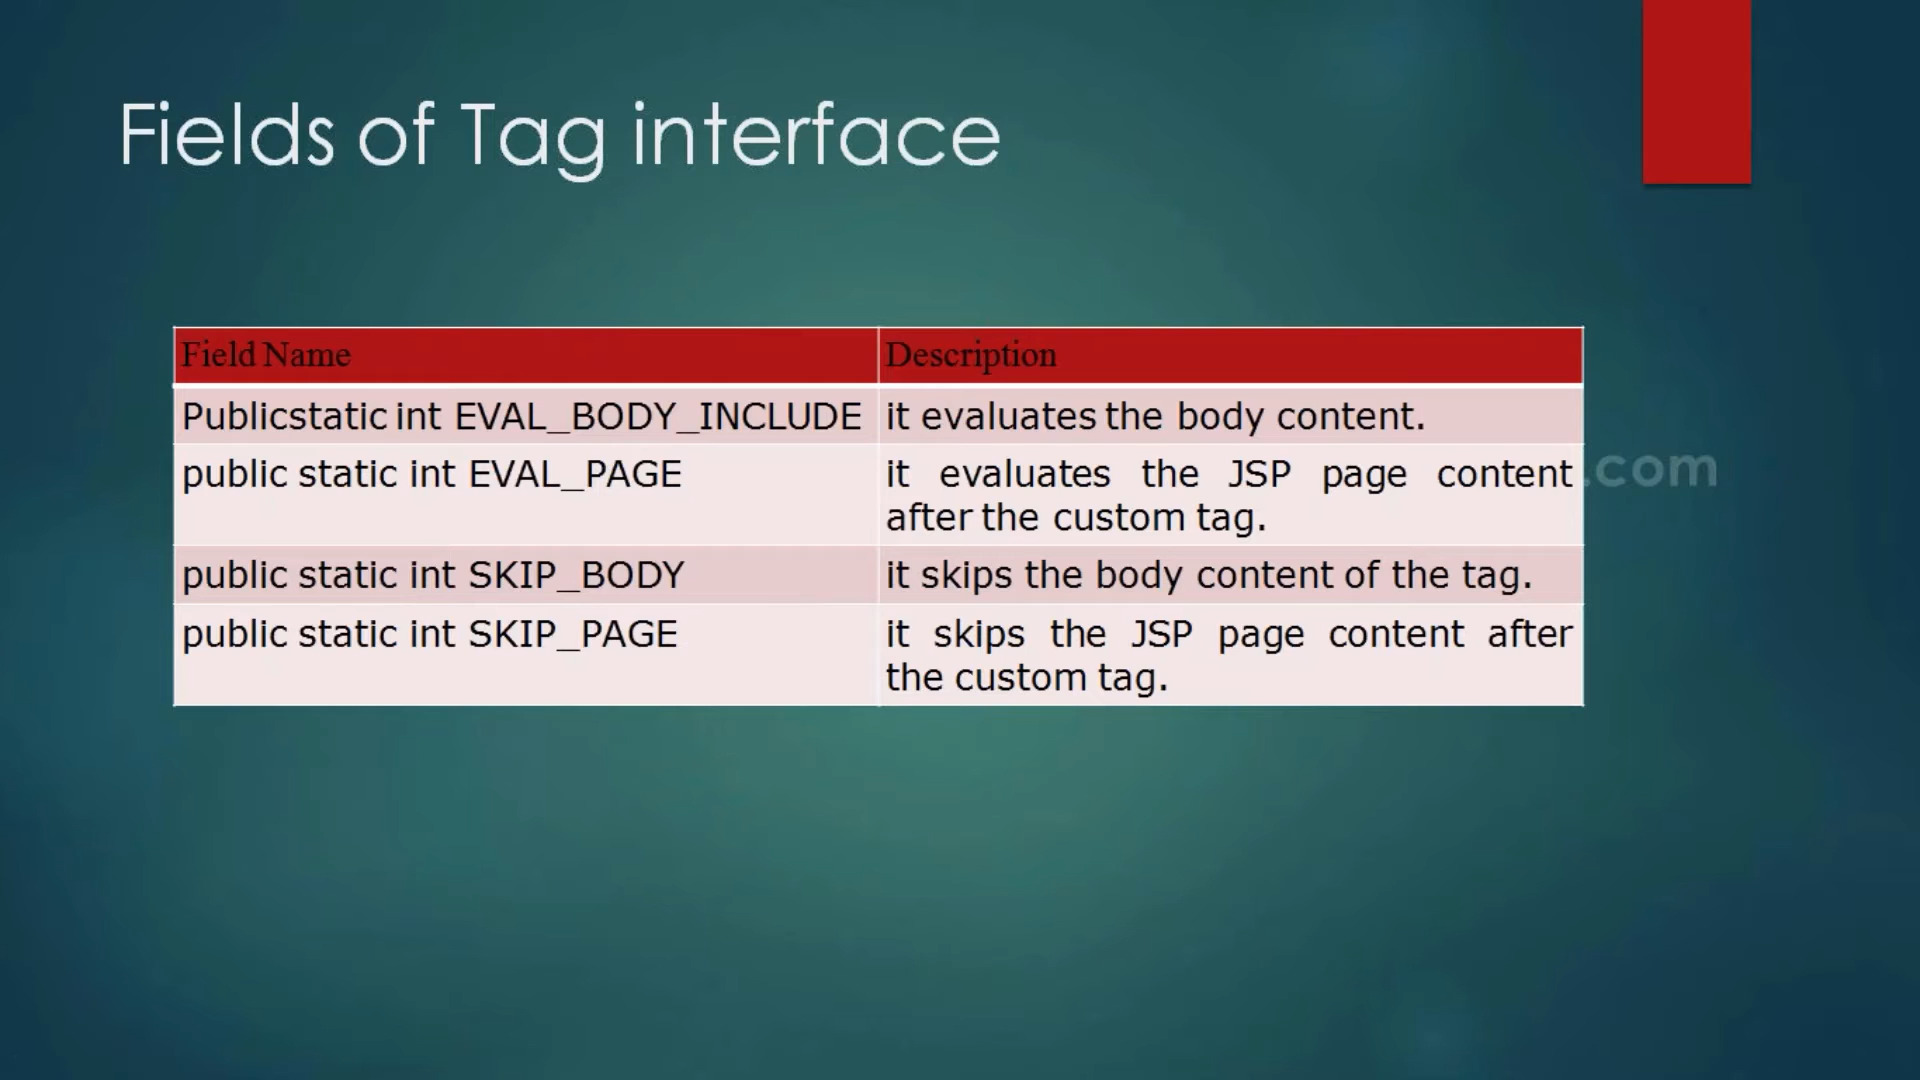 Fields of Tag interface
Field Name Description
Publicstatic int EVAL_BODY_INCLUDE it evaluates the body content.
public static int EVAL_PAGE it evaluates the JSP page content
after the custom tag.
public static int SKIP_BODY it skips the body content of the tag.
public static int SKIP_PAGE it skips the JSP page content after
the custom tag.
.com